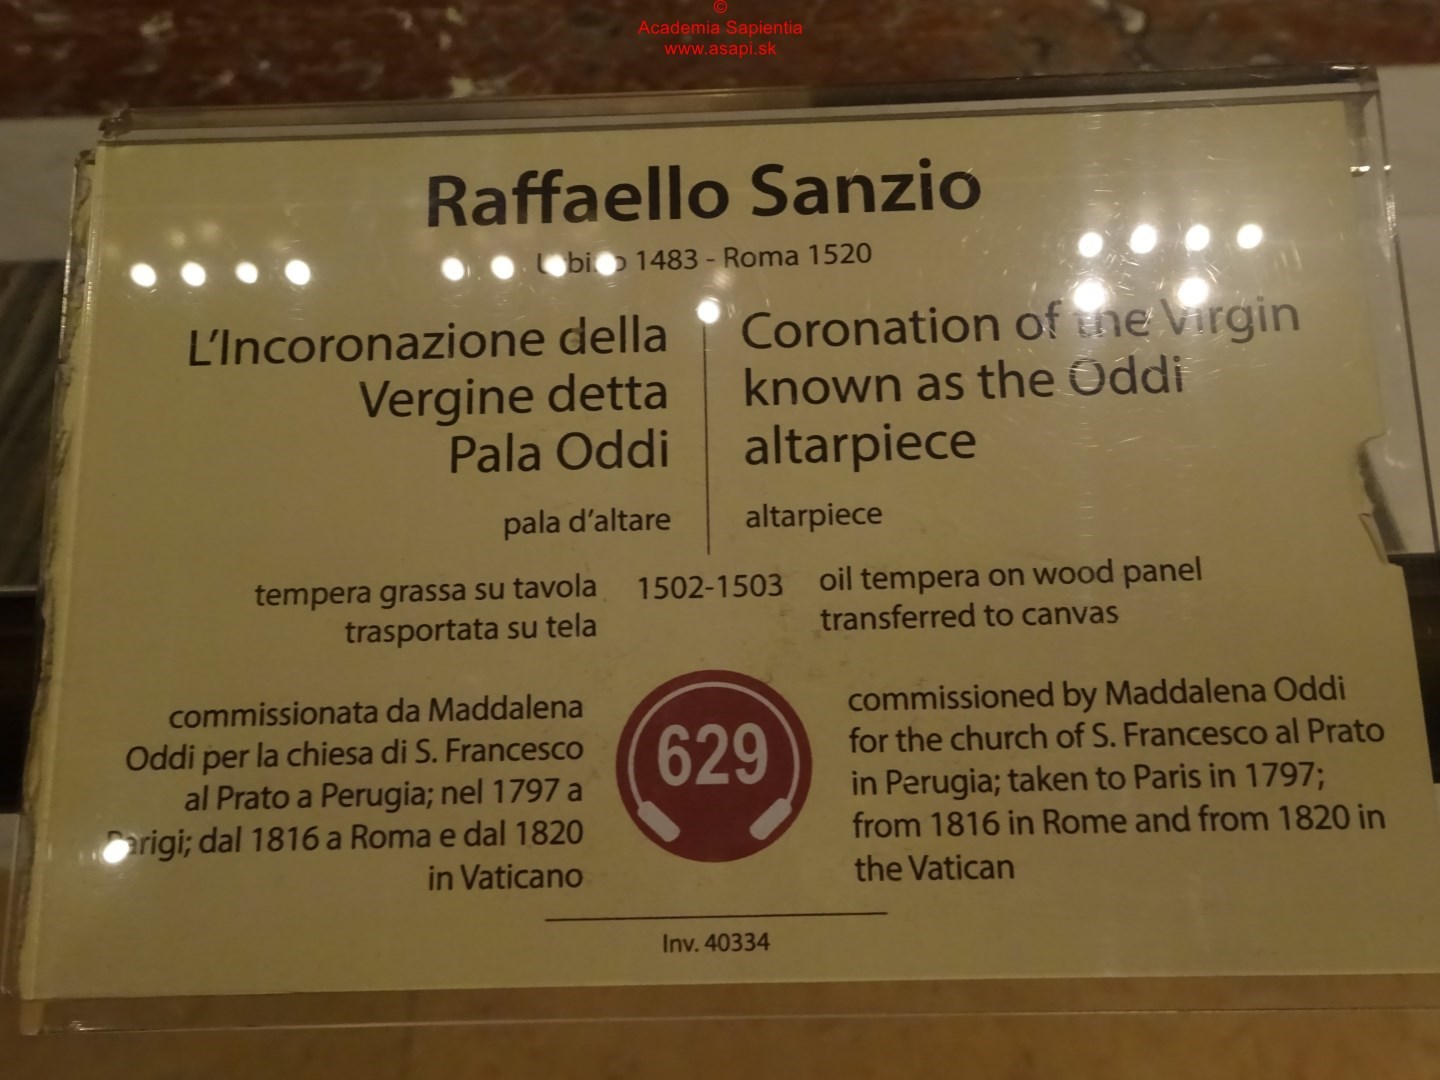 ©
Academia Sapientia
www.asapi.sk
Raffaello Sanzio
1483 - Roma 1520
L'Incoronazione della
Vergine detta
Pala Oddi
pala d'altare
Coronation of the Virgin
known as the Oddi
altarpiece
altarpiece
tempera grassa su tavola
trasportata su tela
1502-1503
oil tempera on wood panel
transferred to canvas
commissionata da Maddalena
Oddi per la chiesa di S. Francesco
al Prato a Perugia; nel 1797 a
Parigi; dal 1816 a Roma e dal 1820
in Vaticano
629
commissioned by Maddalena Oddi
for the church of S. Francesco al Prato
in Perugia; taken to Paris in 1797;
from 1816 in Rome and from 1820 in
the Vatican
Inv. 40334